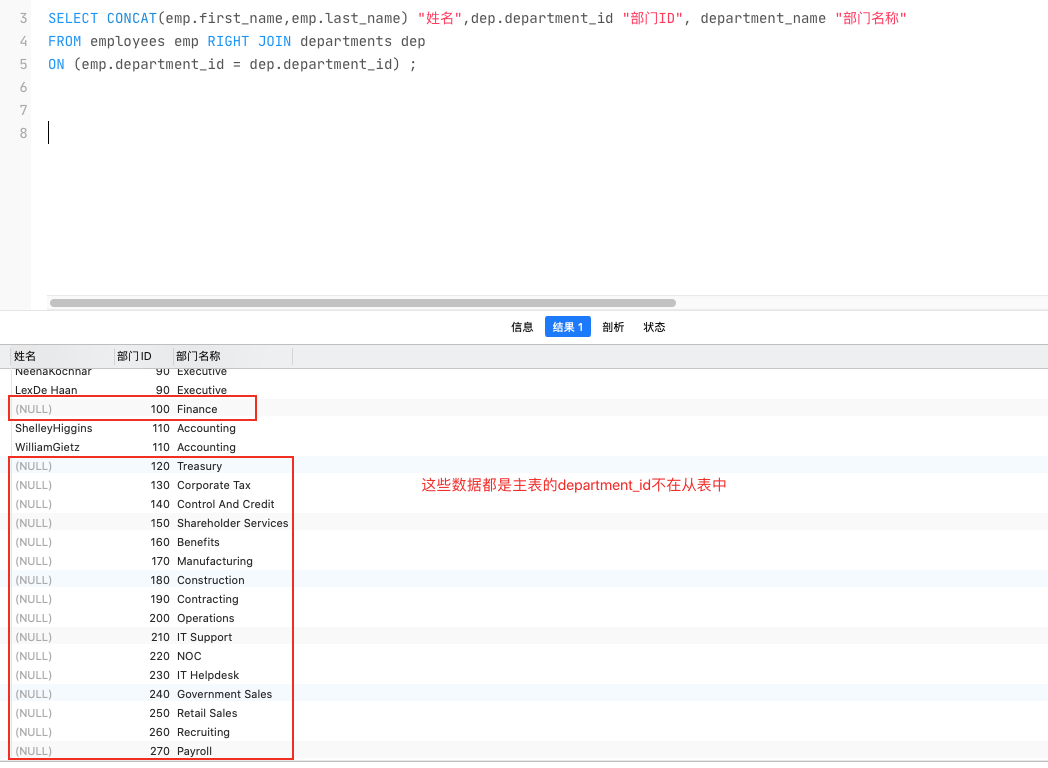 3 SELECT CONCAT(emp.first_name,emp.last_name) "姓名",dep.department_id "部门ID", department_name "部门名称"
4 FROM employees emp RIGHT JOIN departments dep
5 ON (emp.department_id = dep.department_id) ;
6
7
8
信息 结果 1 剖析 状态
姓名 部门ID 部门名称
NeenaKochhar 90 Executive
LexDe Haan 90 Executive
(NULL) 100 Finance
ShelleyHiggins 110 Accounting
WilliamGietz 110 Accounting
(NULL) 120 Treasury
(NULL) 130 Corporate Tax 这些数据都是主表的department_id不在从表中
(NULL) 140 Control And Credit
(NULL) 150 Shareholder Services
(NULL) 160 Benefits
(NULL) 170 Manufacturing
(NULL) 180 Construction
(NULL) 190 Contracting
(NULL) 200 Operations
(NULL) 210 IT Support
(NULL) 220 NOC
(NULL) 230 IT Helpdesk
(NULL) 240 Government Sales
(NULL) 250 Retail Sales
(NULL) 260 Recruiting
(NULL) 270 Payroll